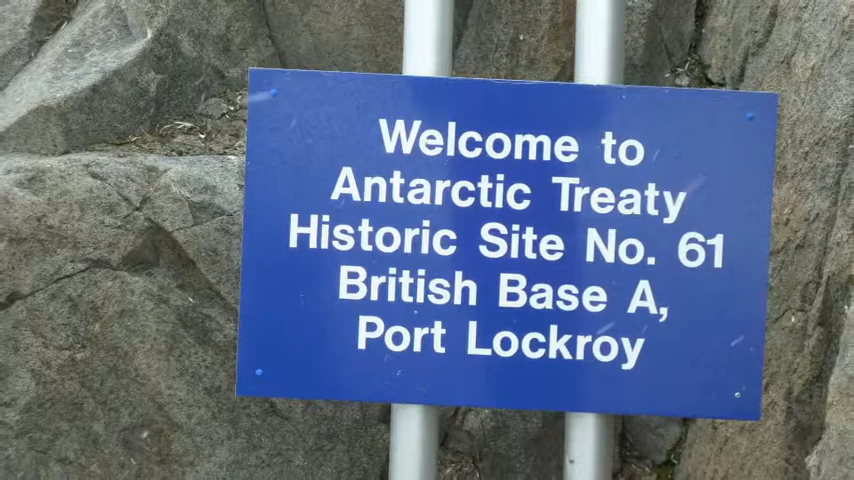 Welcome to
Antarctic Treaty
Historic Site No. 61
British Base A,
Port Lockroy